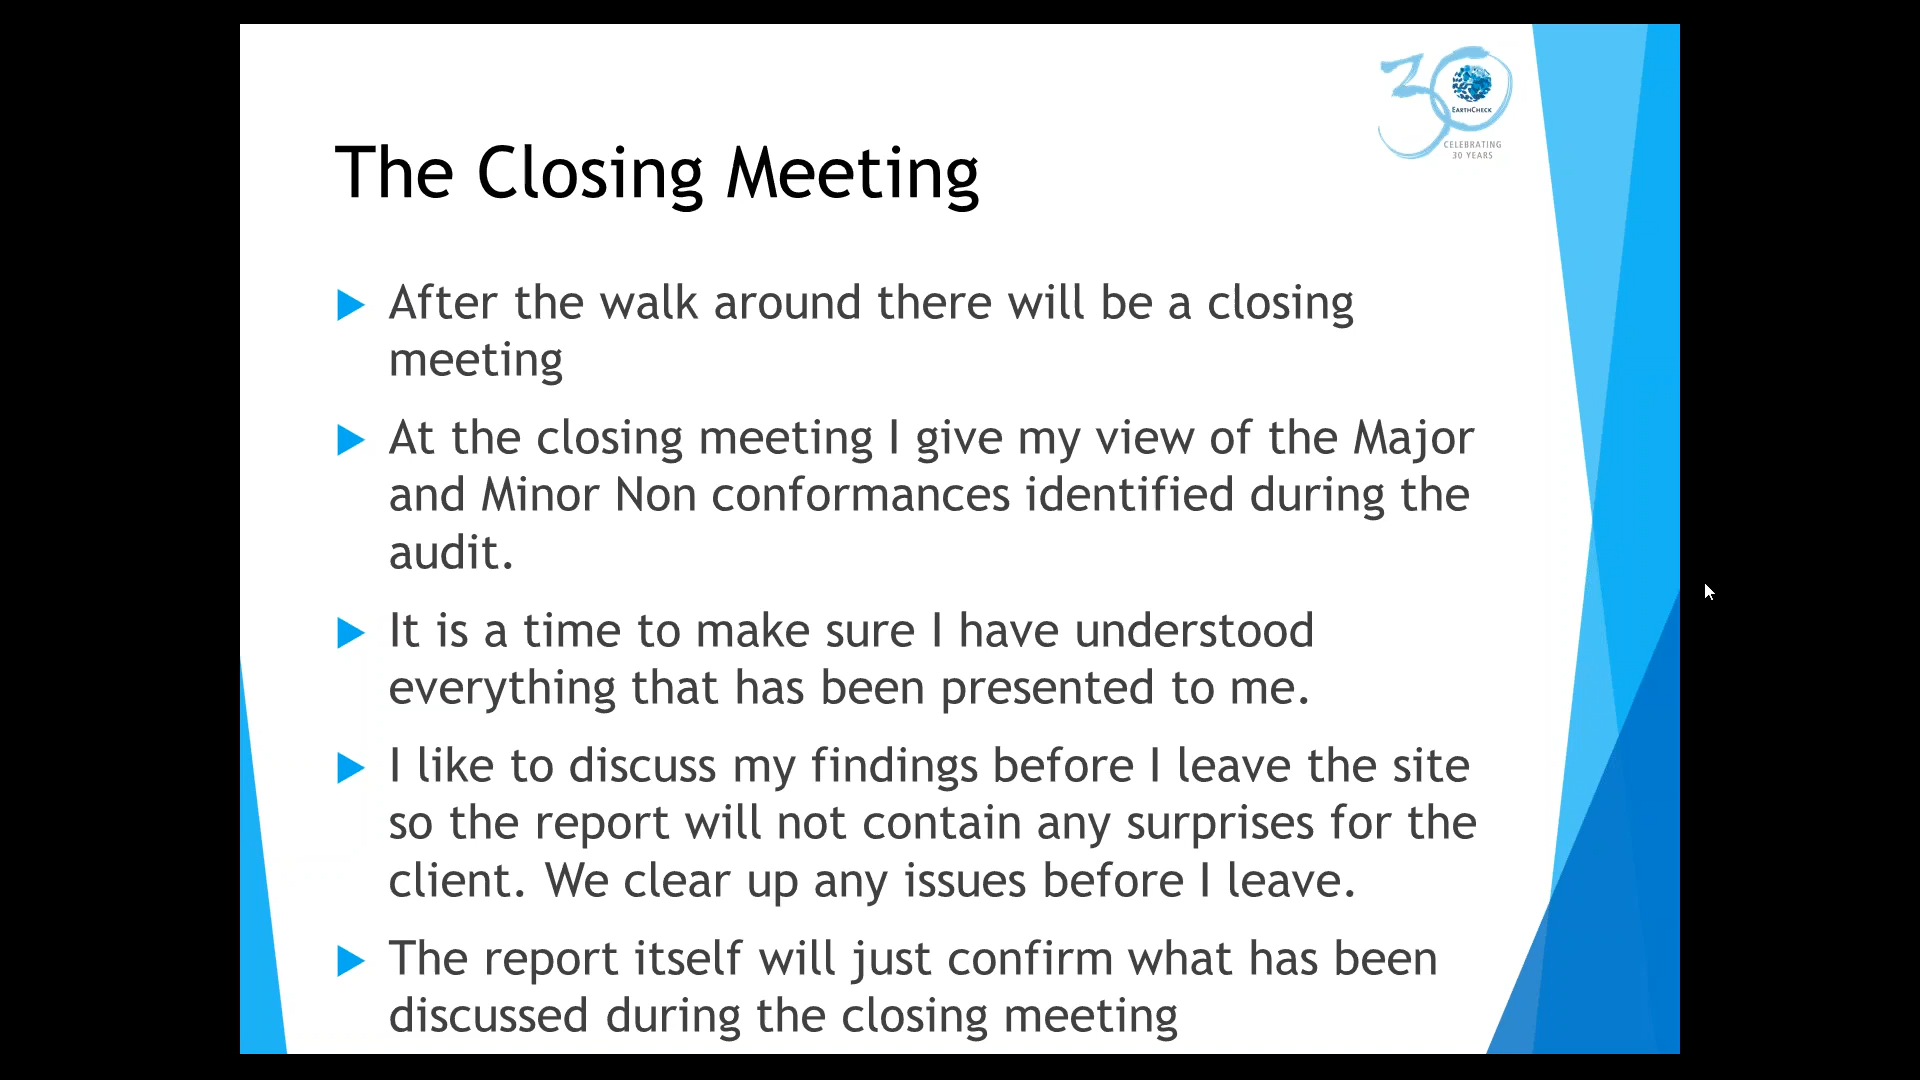 30
EARTHCHECK
CELEBRATING
30 YEARS
The Closing Meeting
After the walk around there will be a closing
meeting
At the closing meeting I give my view of the Major
and Minor Non conformances identified during the
audit.
It is a time to make sure I have understood
everything that has been presented to me.
I like to discuss my findings before I leave the site
so the report will not contain any surprises for the
client. We clear up any issues before I leave.
The report itself will just confirm what has been
discussed during the closing meeting